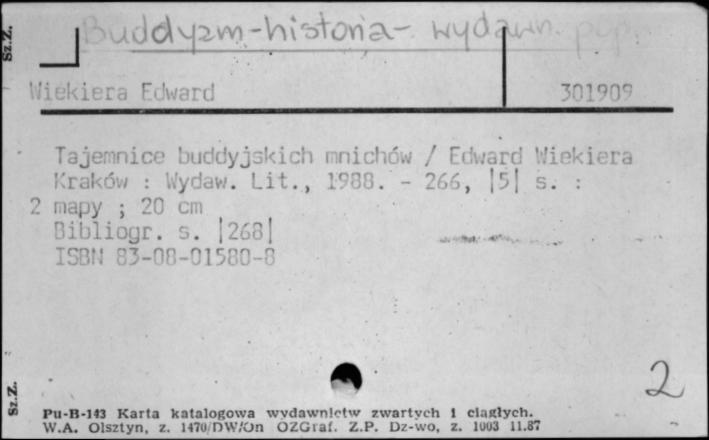 Sz.Z.
Buddyzm-historia- wydawn. pop.
Wiekiera Edward 301909
Tajemnice buddyjskich mnichów / Edward Wiekiera
Kraków : Wydaw. Lit., 1988. - 266, |5| s. :
2 mapy ; 20 cm
Bibliogr. s. |268|
ISBN 83-08-01580-8
2
Sz.Z.
Pu-B-143 Karta katalogowa wydawnictw zwartych i ciągłych.
W.A. Olsztyn, z. 1470/DW/On OZGraf. Z.P. Dz-wo, z. 1003 11.87